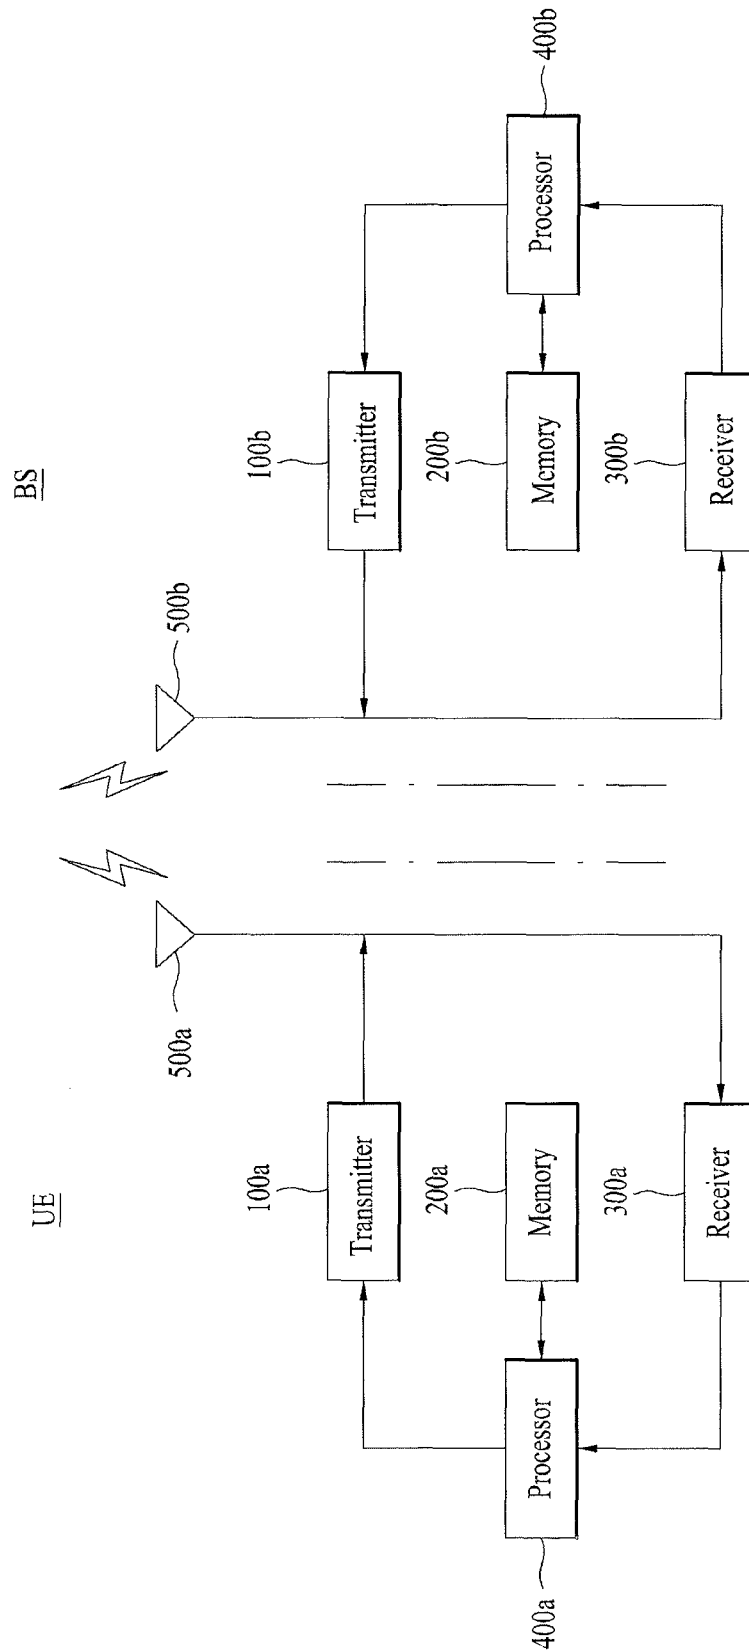 UE
BS
500a
500b
100a
Transmitter
100b
Transmitter
400a
Processor
200a
Memory
200b
Memory
Processor
400b
300a
Receiver
300b
Receiver